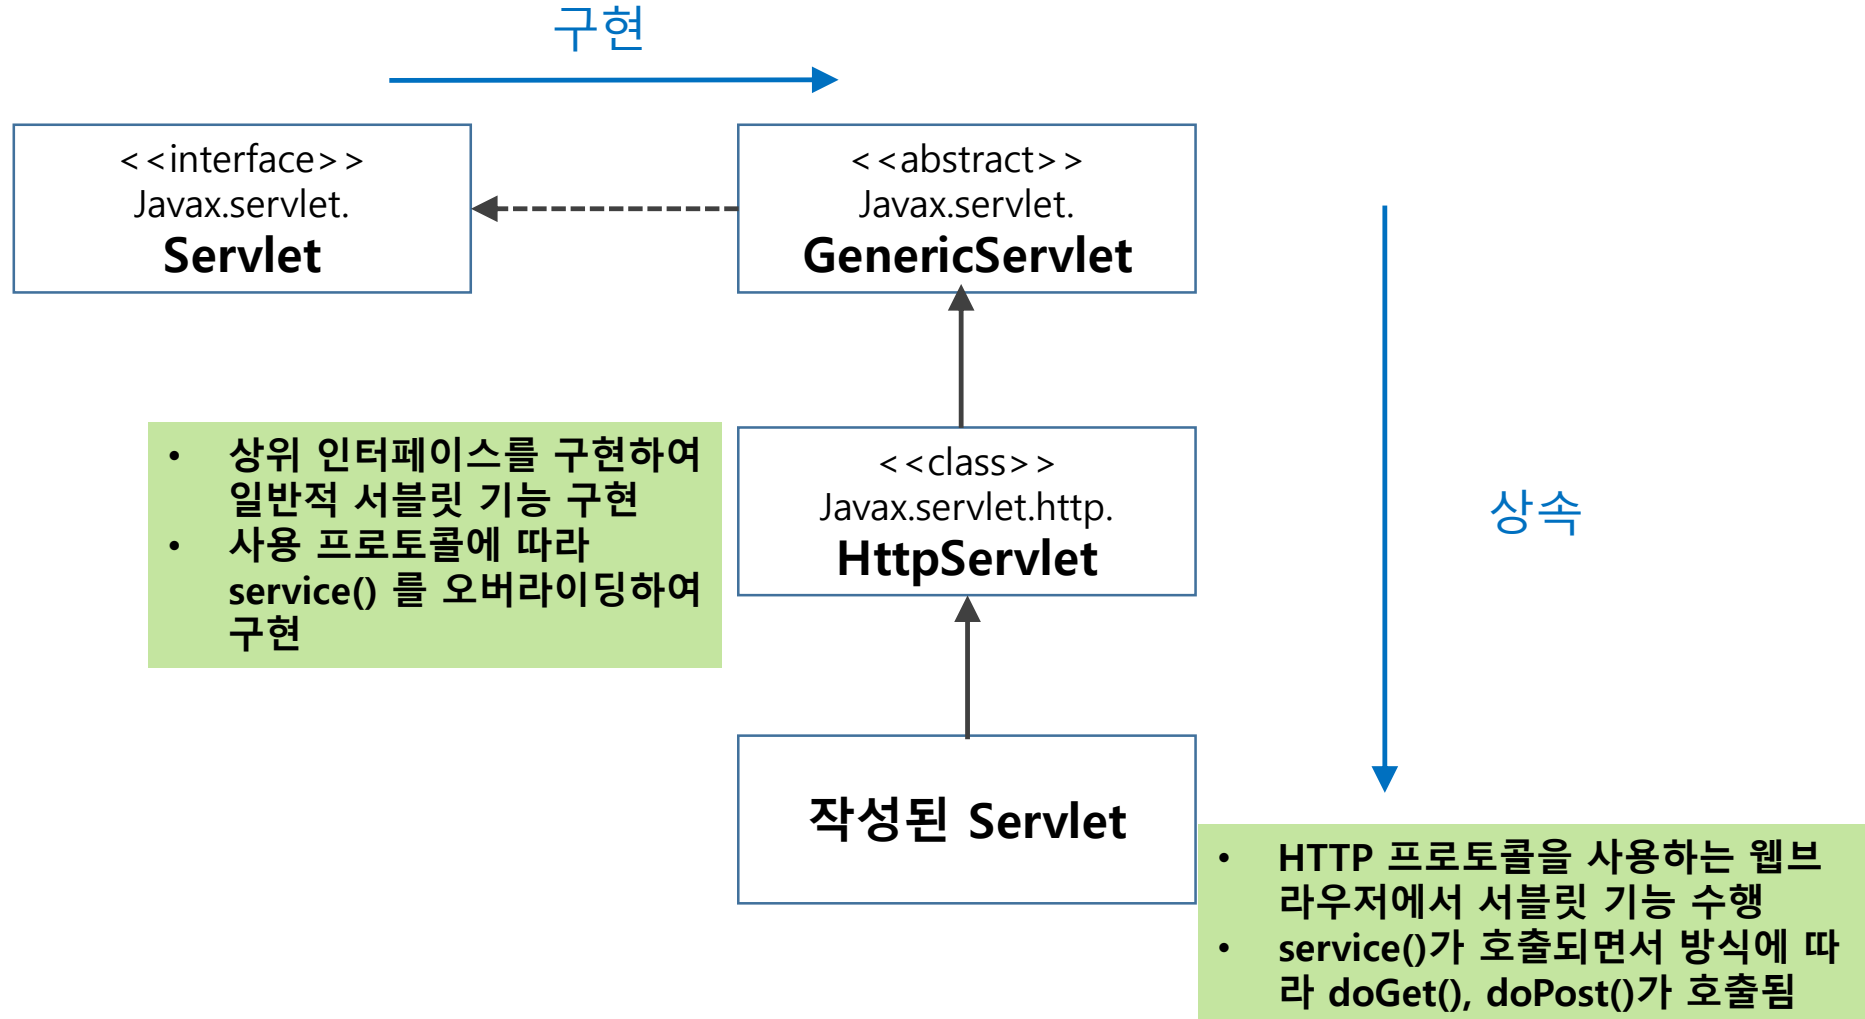 구현
<<interface>>
Javax.servlet.
Servlet
<<abstract>>
Javax.servlet.
GenericServlet
• 상위 인터페이스를 구현하여
일반적 서블릿 기능 구현
• 사용 프로토콜에 따라
service() 를 오버라이딩하여
구현
<<class>>
Javax.servlet.http.
HttpServlet
상속
작성된 Servlet
• HTTP 프로토콜을 사용하는 웹브
라우저에서 서블릿 기능 수행
• service()가 호출되면서 방식에 따
라 doGet(), doPost()가 호출됨